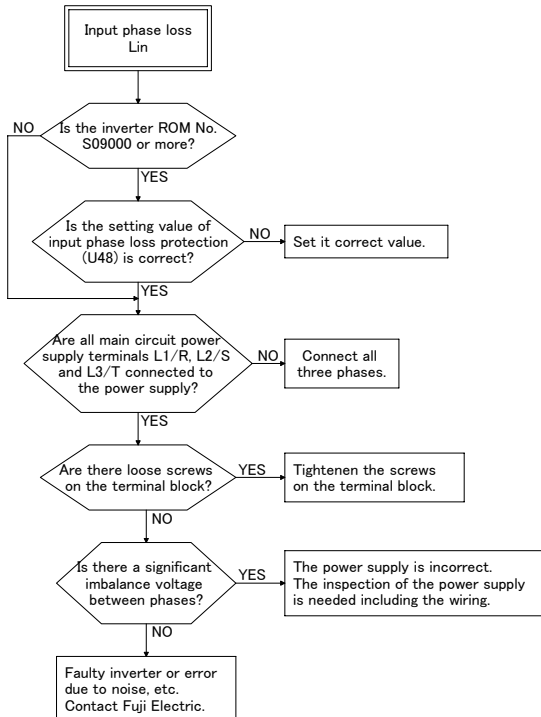 Input phase loss
Lin
NO
Is the inverter ROM No.
S09000 or more?
YES
Is the setting value of
input phase loss protection
(U48) is correct?
NO
Set it correct value.
YES
Are all main circuit power
supply terminals L1/R, L2/S
and L3/T connected to
the power supply?
NO
Connect all
three phases.
YES
Are there loose screws
on the terminal block?
YES
Tightenen the screws
on the terminal block.
NO
Is there a significant
imbalance voltage
between phases?
YES
The power supply is incorrect.
The inspection of the power supply
is needed including the wiring.
NO
Faulty inverter or error
due to noise, etc.
Contact Fuji Electric.